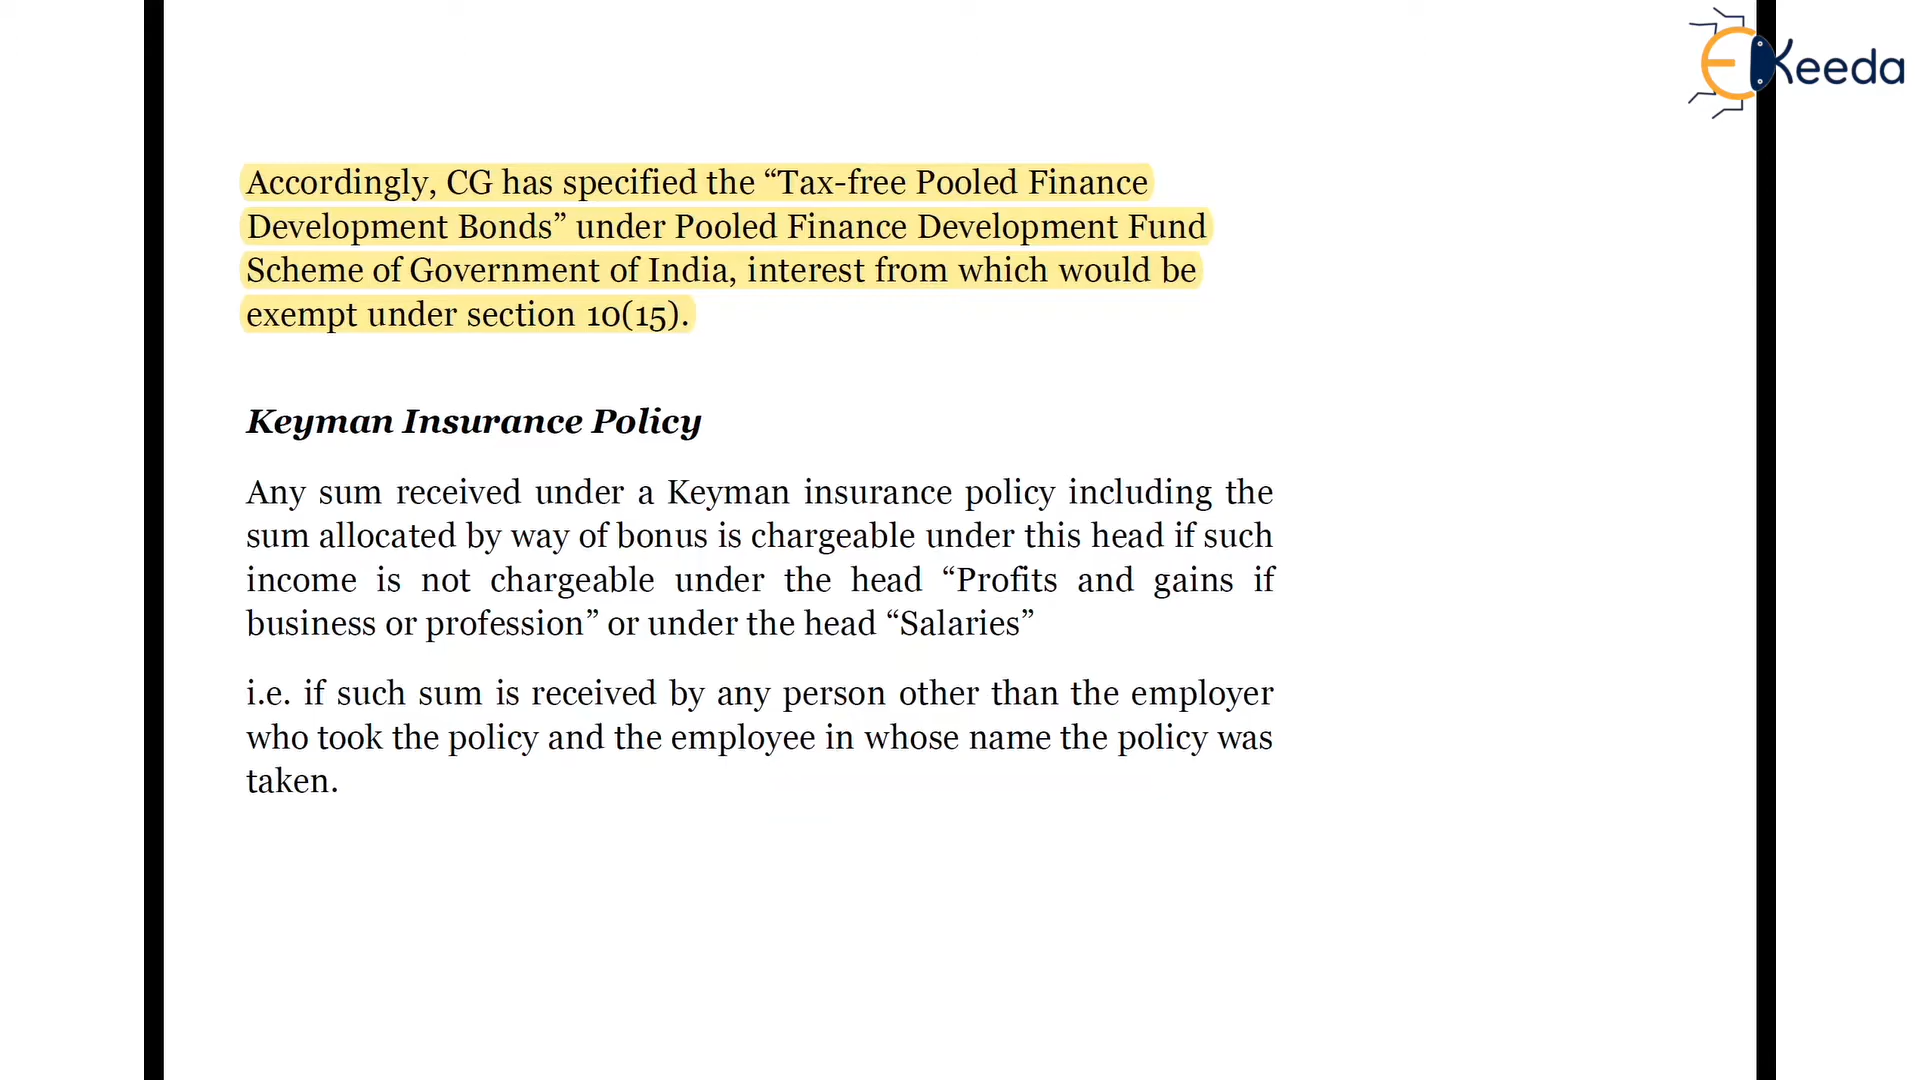 EKeeda
Accordingly, CG has specified the “Tax-free Pooled Finance
Development Bonds” under Pooled Finance Development Fund
Scheme of Government of India, interest from which would be
exempt under section 10(15).
Keyman Insurance Policy
Any sum received under a Keyman insurance policy including the
sum allocated by way of bonus is chargeable under this head if such
income is not chargeable under the head “Profits and gains if
business or profession” or under the head “Salaries”
i.e. if such sum is received by any person other than the employer
who took the policy and the employee in whose name the policy was
taken.